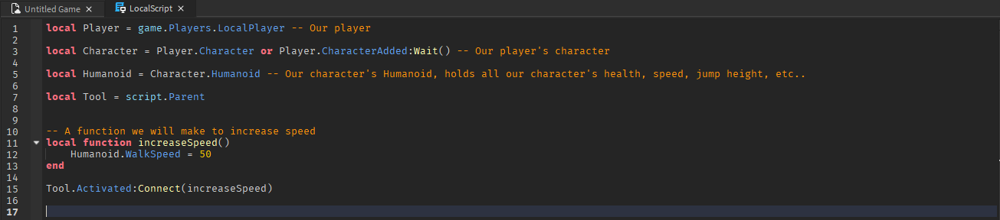 Untitled Game × LocalScript ×
1 local Player = game.Players.LocalPlayer -- Our player
2
3 local Character = Player.Character or Player.CharacterAdded:Wait() -- Our player's character
4
5 local Humanoid = Character.Humanoid -- Our character's Humanoid, holds all our character's health, speed, jump height, etc..
6
7 local Tool = script.Parent
8
9
10 -- A function we will make to increase speed
11 local function increaseSpeed()
12 Humanoid.WalkSpeed = 50
13 end
14
15 Tool.Activated:Connect(increaseSpeed)
16
17